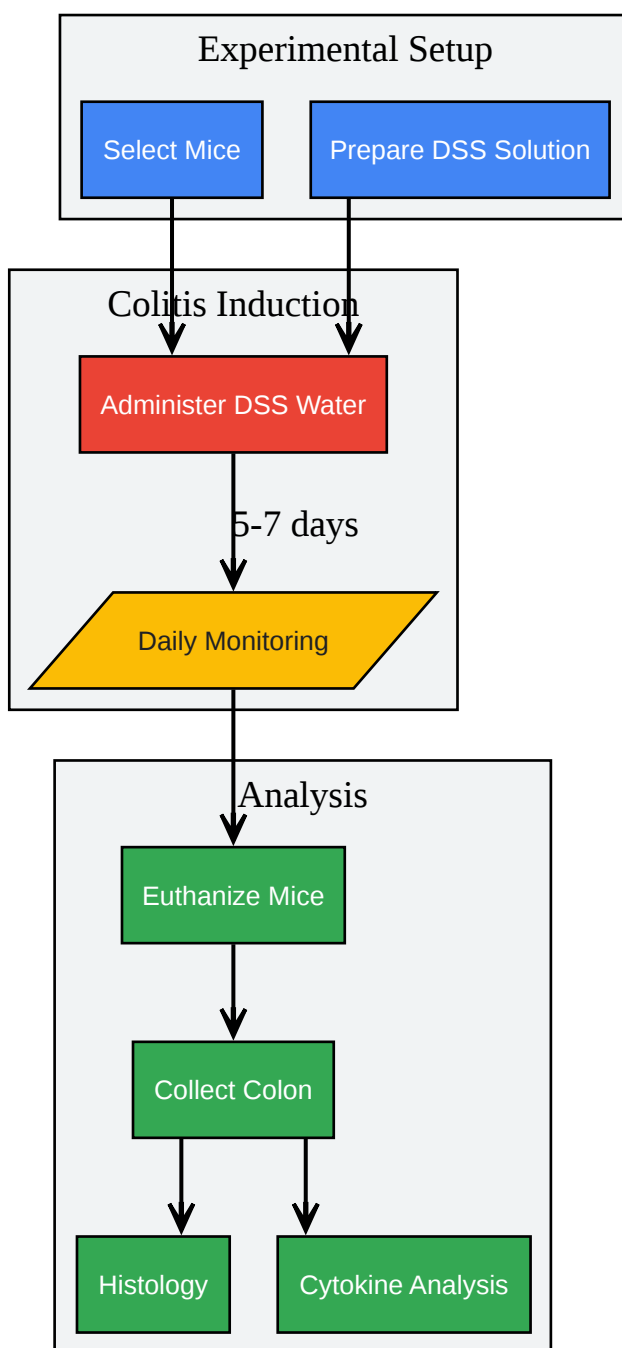 Experimental Setup
Select Mice
Prepare DSS Solution
Colitis Induction
Administer DSS Water
5-7 days
Daily Monitoring
Analysis
Euthanize Mice
Collect Colon
Histology
Cytokine Analysis